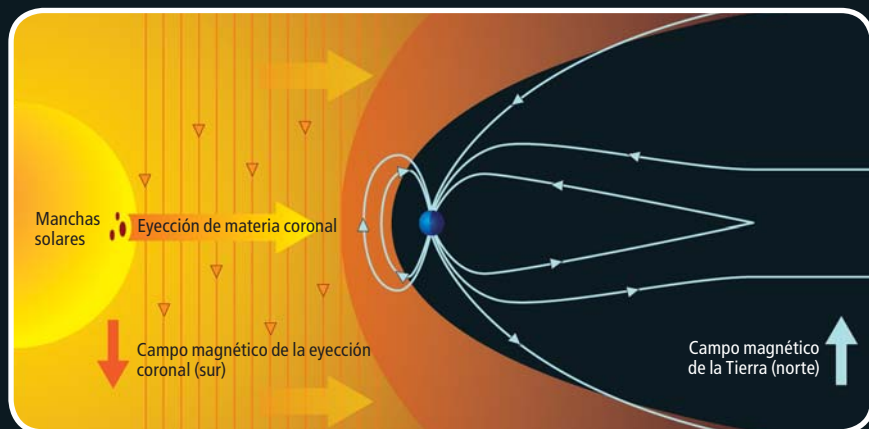 Manchas
solares
Eyección de materia coronal
Campo magnético de la eyección
coronal (sur)
Campo magnético
de la Tierra (norte)